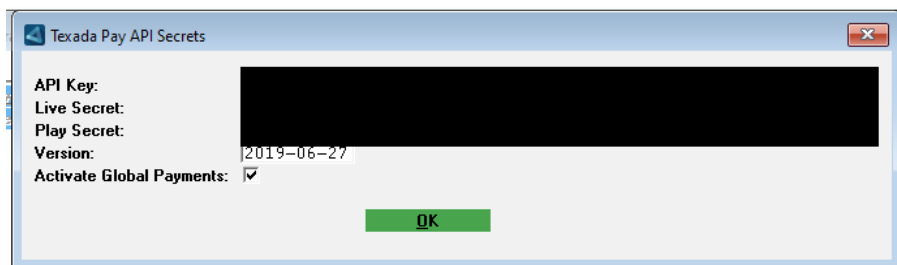 Texada Pay API Secrets
API Key:
Live Secret:
Play Secret:
Version: 2019-06-27
Activate Global Payments:
OK